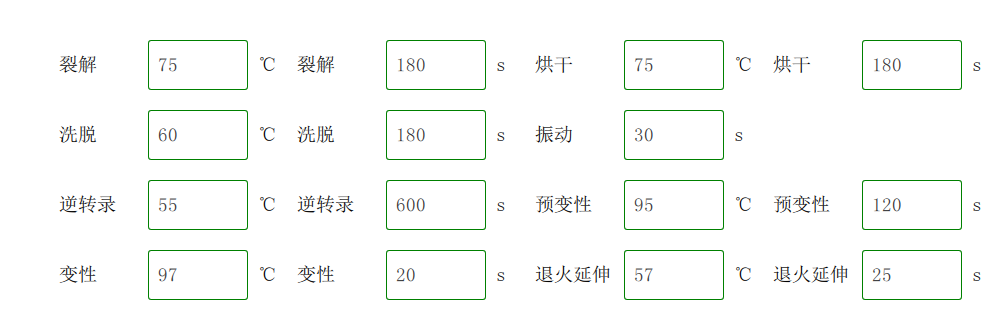 裂解 75 ℃ 裂解 180 s 烘干 75 ℃ 烘干 180 s
洗脱 60 ℃ 洗脱 180 s 振动 30 s
逆转录 55 ℃ 逆转录 600 s 预变性 95 ℃ 预变性 120 s
变性 97 ℃ 变性 20 s 退火延伸 57 ℃ 退火延伸 25 s